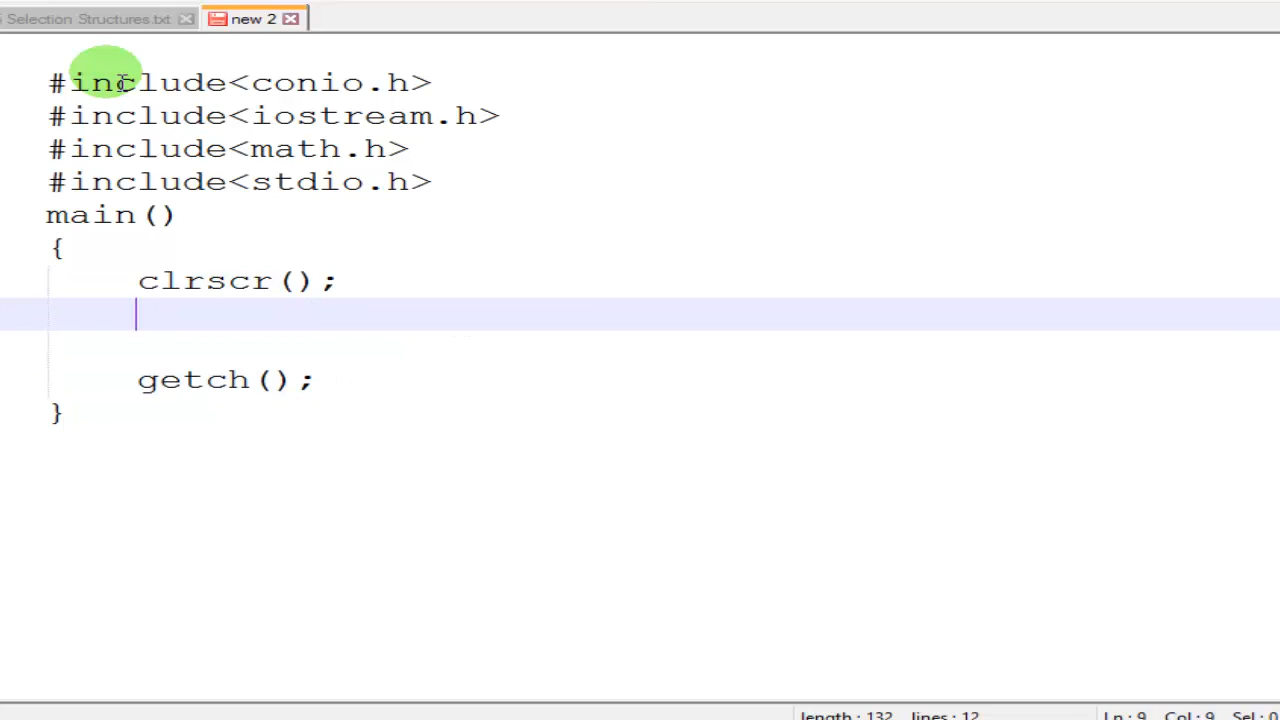 Selection Structures.txt new 2
#include<conio.h>
#include<iostream.h>
#include<math.h>
#include<stdio.h>
main()
{
clrscr();
getch();
}
length : 132 lines : 12 Ln : 9 Col : 9 Sel : 0